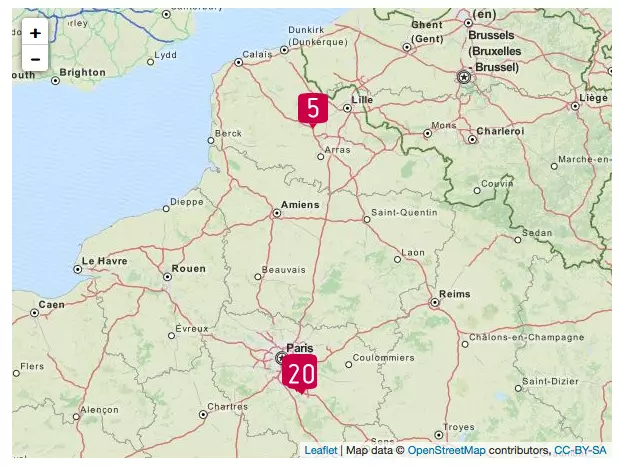 Canterbury
(en)
Dunkirk
(Dunkerque)
Ghent
(Gent)
Brussels
(Bruxelles
- Brussel)
+
-
Lydd
Calais
Brighton
Lille
Liège
5
Mons
Charleroi
Berck
Arras
Marche-en-
Couvin
Dieppe
Amiens
Saint-Quentin
Sedan
Le Havre
Rouen
Beauvais
Laon
Caen
Reims
Évreux
Paris
Châlons-en-Champagne
Coulommiers
Flers
20
Saint-Dizier
Alençon
Chartres
Troyes
Sens
Leaflet | Map data © OpenStreetMap contributors, CC-BY-SA